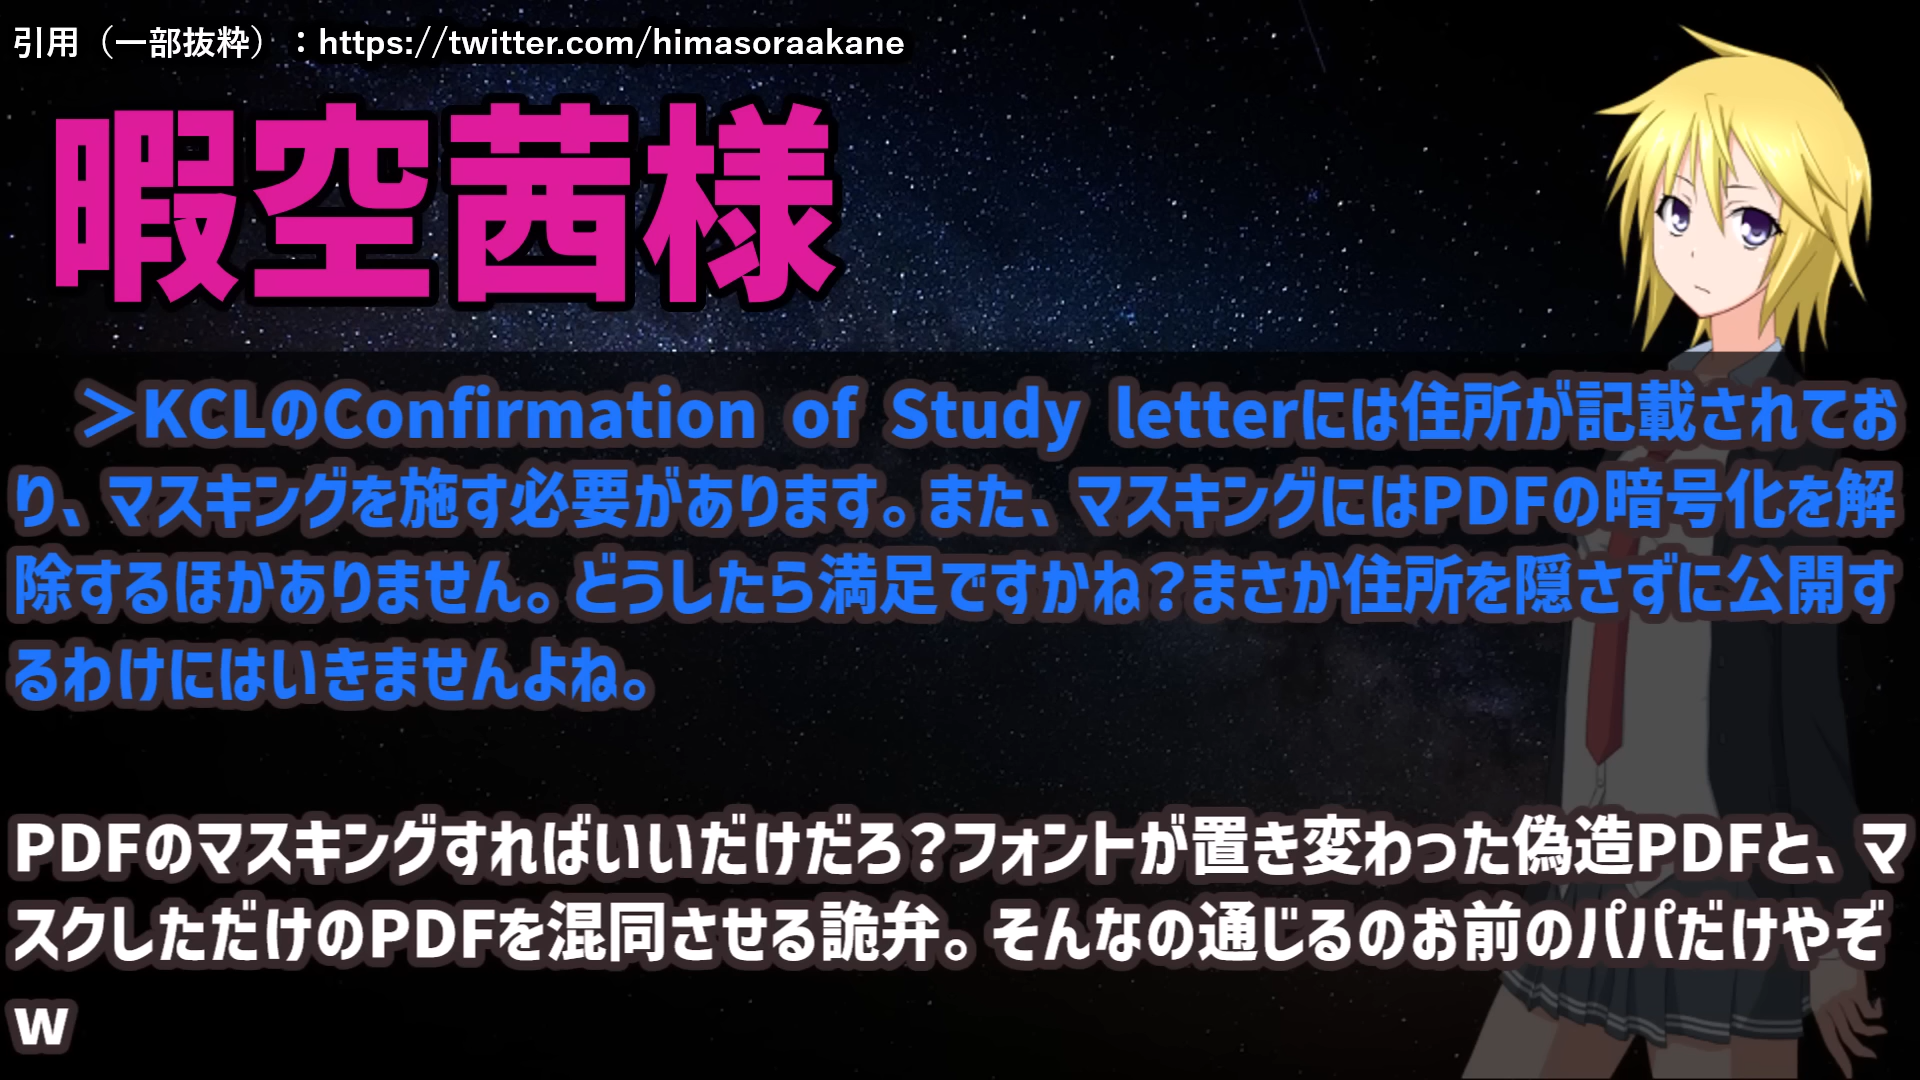 引用（一部抜粋）：https://twitter.com/himasoraakane
暇空茜様
＞KCLのConfirmation of Study letterには住所が記載されてお
り、マスキングを施す必要があります。また、マスキングにはPDFの暗号化を解
除するほかありません。どうしたら満足ですかね？まさか住所を隠さずに公開す
るわけにはいきませんよね。
PDFのマスキングすればいいだけだろ？フォントが置き変わった偽造PDFと、マ
スクしただけのPDFを混同させる詭弁。そんなの通じるのお前のパパだけやぞ
w